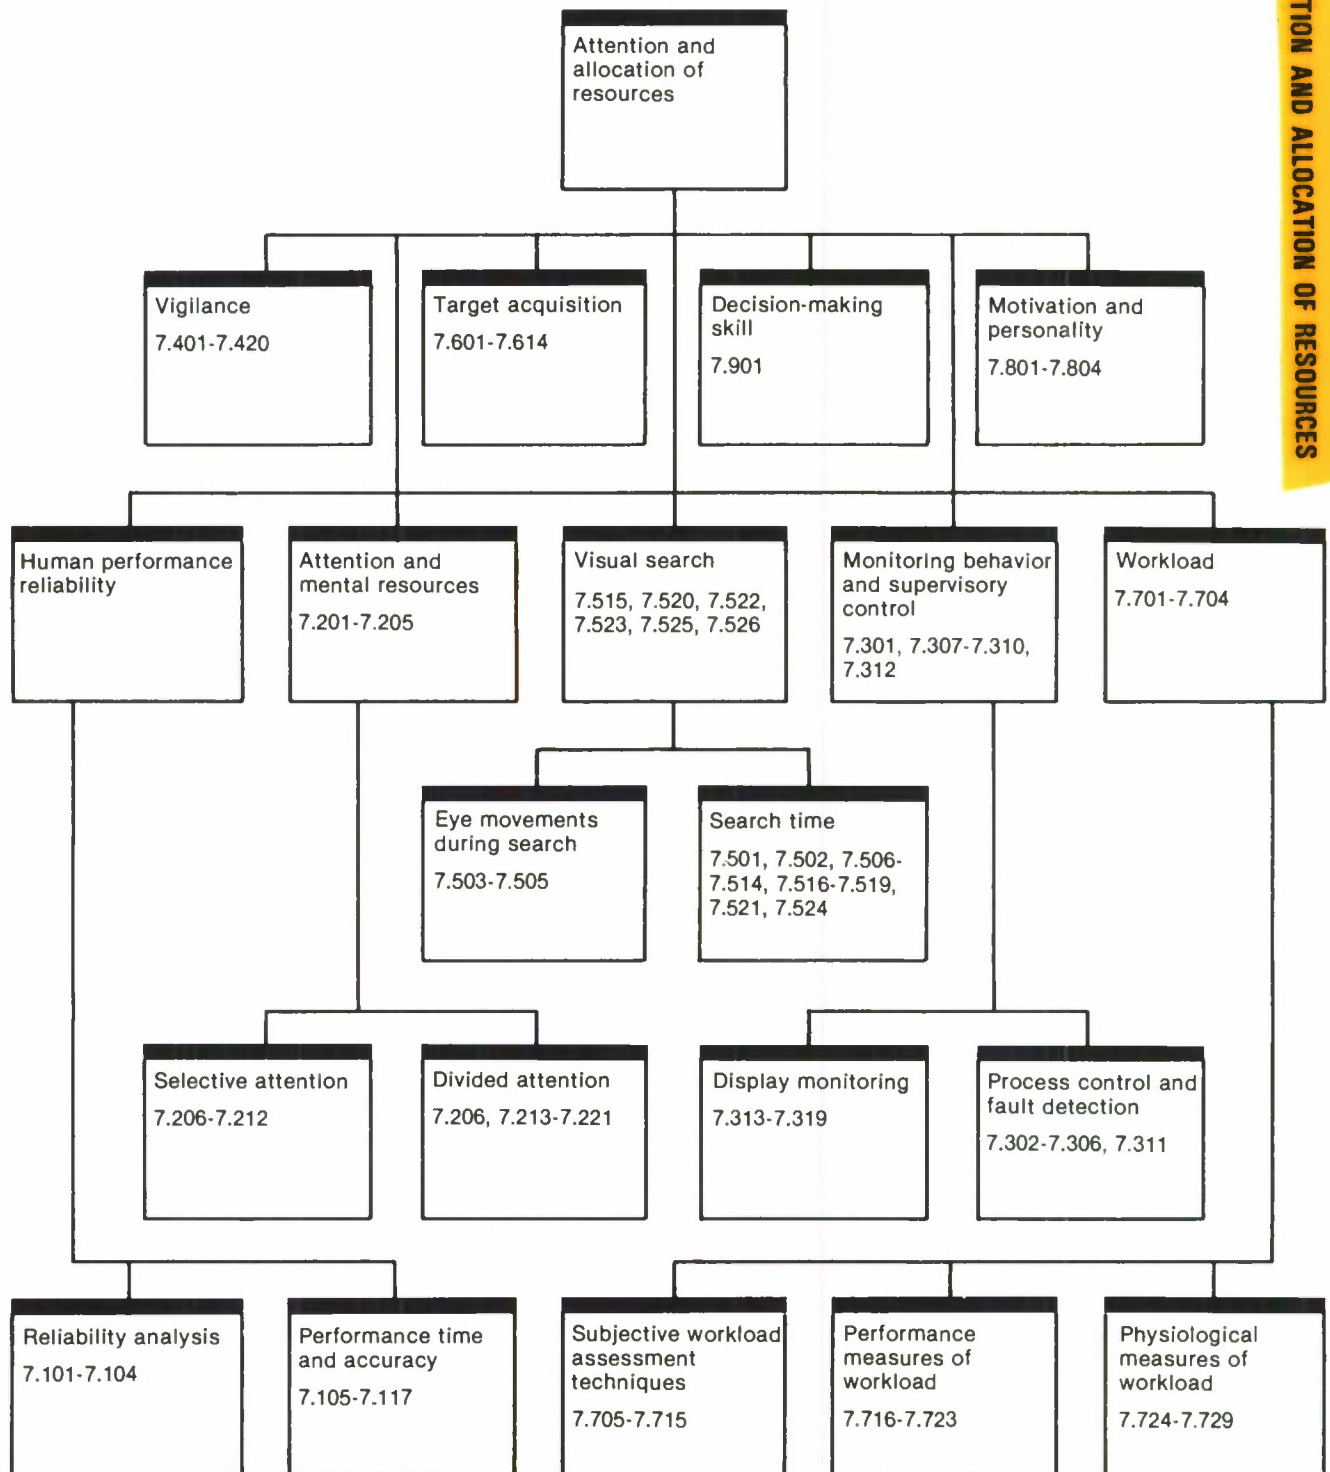 Attention and
allocation of
resources
TION AND ALLOCATION OF RESOURCES
Vigilance
7.401-7.420
Target acquisition
7.601-7.614
Decision-making
skill
7.901
Motivation and
personality
7.801-7.804
Human performance
reliability
Attention and
mental resources
7.201-7.205
Visual search
7.515, 7.520, 7.522,
7.523, 7.525, 7.526
Monitoring behavior
and supervisory
control
7.301, 7.307-7.310,
7.312
Workload
7.701-7.704
Eye movements
during search
7.503-7.505
Search time
7.501, 7.502, 7.506-
7.514, 7.516-7.519,
7.521, 7.524
Selective attention
7.206-7.212
Divided attention
7.206, 7.213-7.221
Display monitoring
7.313-7.319
Process control and
fault detection
7.302-7.306, 7.311
Reliability analysis
7.101-7.104
Performance time
and accuracy
7.105-7.117
Subjective workload
assessment
techniques
7.705-7.715
Performance
measures of
workload
7.716-7.723
Physiological
measures of
workload
7.724-7.729